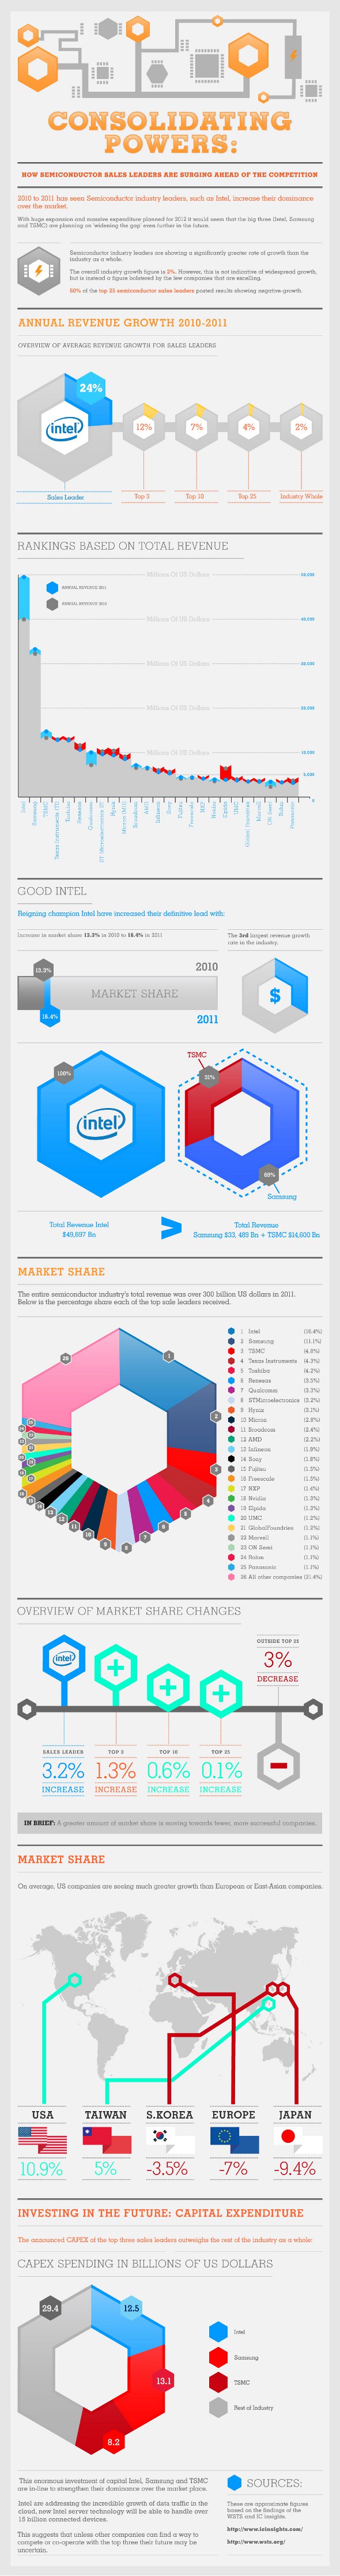 CONSOLIDATING
POWERS:
HOW SEMICONDUCTOR SALES LEADERS ARE SURGING AHEAD OF THE COMPETITION
2010 to 2011 has seen Semiconductor industry leaders, such as Intel, increase their dominance
over the market.
With huge expansion and massive expenditure planned for 2012 it would seem that the big three (Intel, Samsung
and TSMC) are planning on 'widening the gap' even further in the future.
Semiconductor industry leaders are showing a significantly greater rate of growth than the
industry as a whole.
The overall industry growth figure is 2%. However, this is not indicative of widespread growth,
but is instead a figure bolstered by the few companies that are excelling.
50% of the top 25 semiconductor sales leaders posted results showing negative-growth.
ANNUAL REVENUE GROWTH 2010-2011
OVERVIEW OF AVERAGE REVENUE GROWTH FOR SALES LEADERS
24%
intel
12%
7%
4%
2%
Sales Leader
Top 3
Top 10
Top 25
Industry Whole
RANKINGS BASED ON TOTAL REVENUE
Millions Of US Dollars
50,000
ANNUAL REVENUE 2011
ANNUAL REVENUE 2010
Millions Of US Dollars
40,000
Millions Of US Dollars
30,000
Millions Of US Dollars
20,000
Millions Of US Dollars
10,000
5,000
0
Intel
Samsung
TSMC
Texas Instruments (TI)
Toshiba
Renesas
Qualcomm
ST Microelectronics ST
Hynix
Micron (MU)
Broadcom
AMD
Infineon
Sony
Fujitsu
Freescale
NXP
Nvidia
Elpida
UMC
Global Foundries
Marvell
ON Semi
Rohm
Panasonic
GOOD INTEL
Reigning champion Intel have increased their definitive lead with:
Increase in market share 13.3% in 2010 to 16.4% in 2011
The 3rd largest revenue growth
rate in the industry.
13.3%
2010
MARKET SHARE
$
16.4%
2011
TSMC
100%
31%
intel
69%
Samsung
Total Revenue Intel
$49,697 Bn
>
Total Revenue
Samsung $33, 483 Bn + TSMC $14,600 Bn
MARKET SHARE
The entire semiconductor industry's total revenue was over 300 billion US dollars in 2011.
Below is the percentage share each of the top sale leaders received.
1 Intel (16.4%)
2 Samsung (11.1%)
3 TSMC (4.8%)
4 Texas Instruments (4.3%)
5 Toshiba (4.2%)
6 Renesas (3.5%)
7 Qualcomm (3.3%)
8 STMicroelectronics (3.2%)
9 Hynix (3.1%)
10 Micron (2.8%)
11 Broadcom (2.4%)
12 AMD (2.2%)
13 Infineon (1.9%)
14 Sony (1.8%)
15 Fujitsu (1.5%)
16 Freescale (1.5%)
17 NXP (1.4%)
18 Nvidia (1.3%)
19 Elpida (1.3%)
20 UMC (1.2%)
21 GlobalFoundries (1.2%)
22 Marvell (1.1%)
23 ON Semi (1.1%)
24 Rohm (1.1%)
25 Panasonic (1.1%)
26 All other companies (21.4%)
OVERVIEW OF MARKET SHARE CHANGES
OUTSIDE TOP 25
3%
DECREASE
intel
SALES LEADER
TOP 3
TOP 10
TOP 25
3.2%
1.3%
0.6%
0.1%
INCREASE
INCREASE
INCREASE
INCREASE
IN BRIEF: A greater amount of market share is moving towards fewer, more successful companies.
MARKET SHARE
On average, US companies are seeing much greater growth than European or East-Asian companies.
USA
TAIWAN
S.KOREA
EUROPE
JAPAN
10.9%
5%
-3.5%
-7%
-9.4%
INVESTING IN THE FUTURE: CAPITAL EXPENDITURE
The announced CAPEX of the top three sales leaders outweighs the rest of the industry as a whole:
CAPEX SPENDING IN BILLIONS OF US DOLLARS
29.4
12.5
13.1
8.2
Intel
Samsung
TSMC
Rest of Industry
This enormous investment of capital Intel, Samsung and TSMC
are in-line to strengthen their dominance over the market place.
Intel are addressing the incredible growth of data traffic in the
cloud, new Intel server technology will be able to handle over
15 billion connected devices.
This suggests that unless other companies can find a way to
compete or co-operate with the top three their future may be
uncertain.
SOURCES:
These are approximate figures
based on the findings of the
WSTS and IC insights.
http://www.icinsights.com/
http://www.wsts.org/